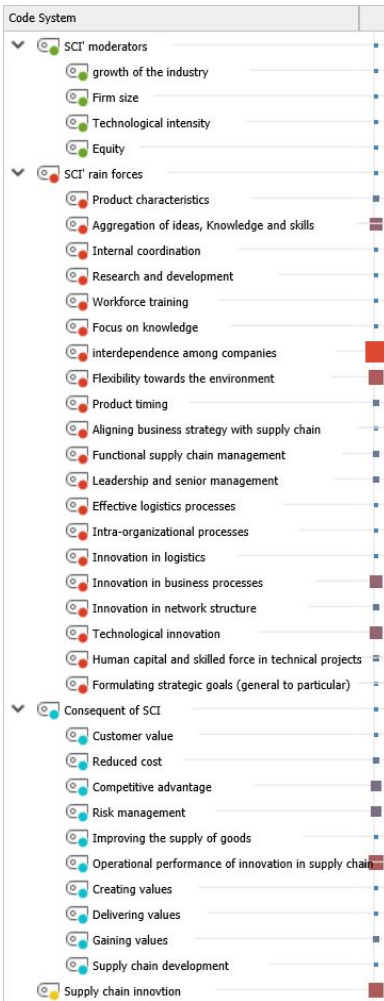 Code System
SCI' moderators
growth of the industry
Firm size
Technological intensity
Equity
SCI' rain forces
Product characteristics
Aggregation of ideas, Knowledge and skills
Internal coordination
Research and development
Workforce training
Focus on knowledge
interdependence among companies
Flexibility towards the environment
Product timing
Aligning business strategy with supply chain
Functional supply chain management
Leadership and senior management
Effective logistics processes
Intra-organizational processes
Innovation in logistics
Innovation in business processes
Innovation in network structure
Technological innovation
Human capital and skilled force in technical projects
Formulating strategic goals (general to particular)
Consequent of SCI
Customer value
Reduced cost
Competitive advantage
Risk management
Improving the supply of goods
Operational performance of innovation in supply chain
Creating values
Delivering values
Gaining values
Supply chain development
Supply chain innovtion